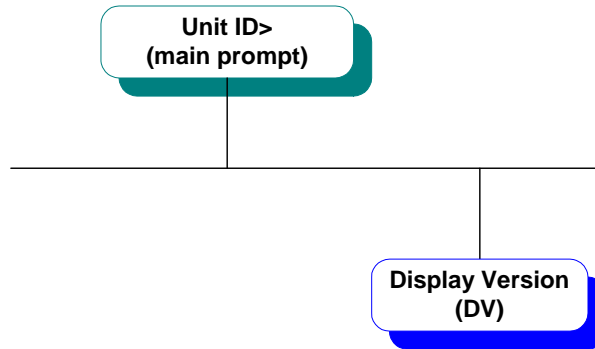 Unit ID>
(main prompt)
Display Version
(DV)